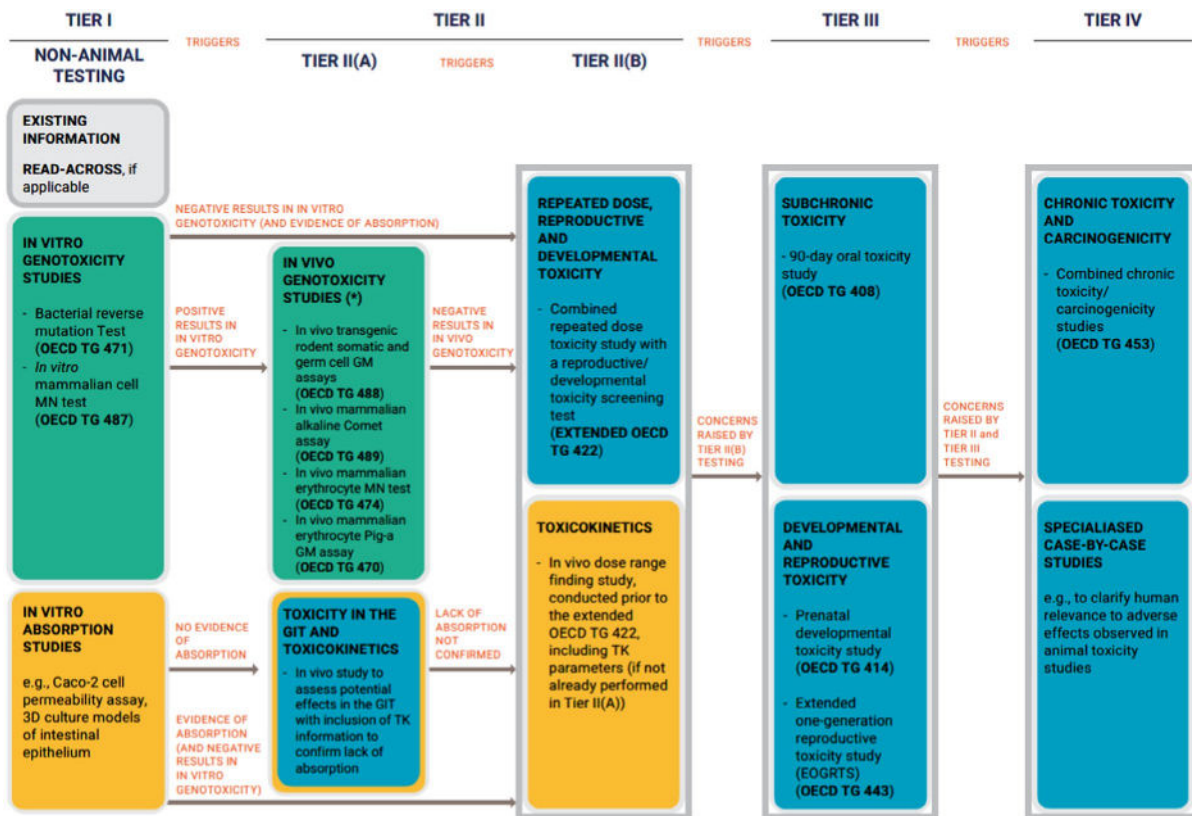 TIER I
TRIGGERS
TIER II
TRIGGERS
TIER III
TRIGGERS
TIER IV
NON-ANIMAL
TESTING
TIER II(A)
TRIGGERS
TIER II(B)
EXISTING
INFORMATION
READ-ACROSS, if
applicable
NEGATIVE RESULTS IN IN VITRO
GENOTOXICITY (AND EVIDENCE OF ABSORPTION)
IN VITRO
GENOTOXICITY
STUDIES
- Bacterial reverse
mutation Test
(OECD TG 471)
- In vitro
mammalian cell
MN test
(OECD TG 487)
POSITIVE
RESULTS IN
IN VITRO
GENOTOXICITY
IN VIVO
GENOTOXICITY
STUDIES (*)
- In vivo transgenic
rodent somatic and
germ cell GM
assays
(OECD TG 488)
- In vivo mammalian
alkaline Comet
assay
(OECD TG 489)
- In vivo mammalian
erythrocyte MN test
(OECD TG 474)
- In vivo mammalian
erythrocyte Pig-a
GM assay
(OECD TG 470)
NEGATIVE
RESULTS IN
IN VIVO
GENOTOXICITY
REPEATED DOSE,
REPRODUCTIVE
AND
DEVELOPMENTAL
TOXICITY
- Combined
repeated dose
toxicity study with
a reproductive/
developmental
toxicity screening
test
(EXTENDED OECD
TG 422)
CONCERNS
RAISED BY
TIER II(B)
TESTING
SUBCHRONIC
TOXICITY
- 90-day oral toxicity
study
(OECD TG 408)
CONCERNS
RAISED BY
TIER II and
TIER III
TESTING
CHRONIC TOXICITY
AND
CARCINOGENICITY
- Combined chronic
toxicity/
carcinogenicity
studies
(OECD TG 453)
IN VITRO
ABSORPTION
STUDIES
e.g., Caco-2 cell
permeability assay,
3D culture models
of intestinal
epithelium
NO EVIDENCE
OF
ABSORPTION
EVIDENCE OF
ABSORPTION
(AND NEGATIVE
RESULTS IN
IN VITRO
GENOTOXICITY)
TOXICITY IN THE
GIT AND
TOXICOKINETICS
- In vivo study to
assess potential
effects in the GIT
with inclusion of TK
information to
confirm lack of
absorption
LACK OF
ABSORPTION
NOT
CONFIRMED
TOXICOKINETICS
- In vivo dose range
finding study,
conducted prior to
the extended
OECD TG 422,
including TK
parameters (if not
already performed
in Tier II(A))
DEVELOPMENTAL
AND
REPRODUCTIVE
TOXICITY
- Prenatal
developmental
toxicity study
(OECD TG 414)
- Extended
one-generation
reproductive
toxicity study
(EOGRTS)
(OECD TG 443)
SPECIALIASED
CASE-BY-CASE
STUDIES
e.g., to clarify human
relevance to adverse
effects observed in
animal toxicity
studies